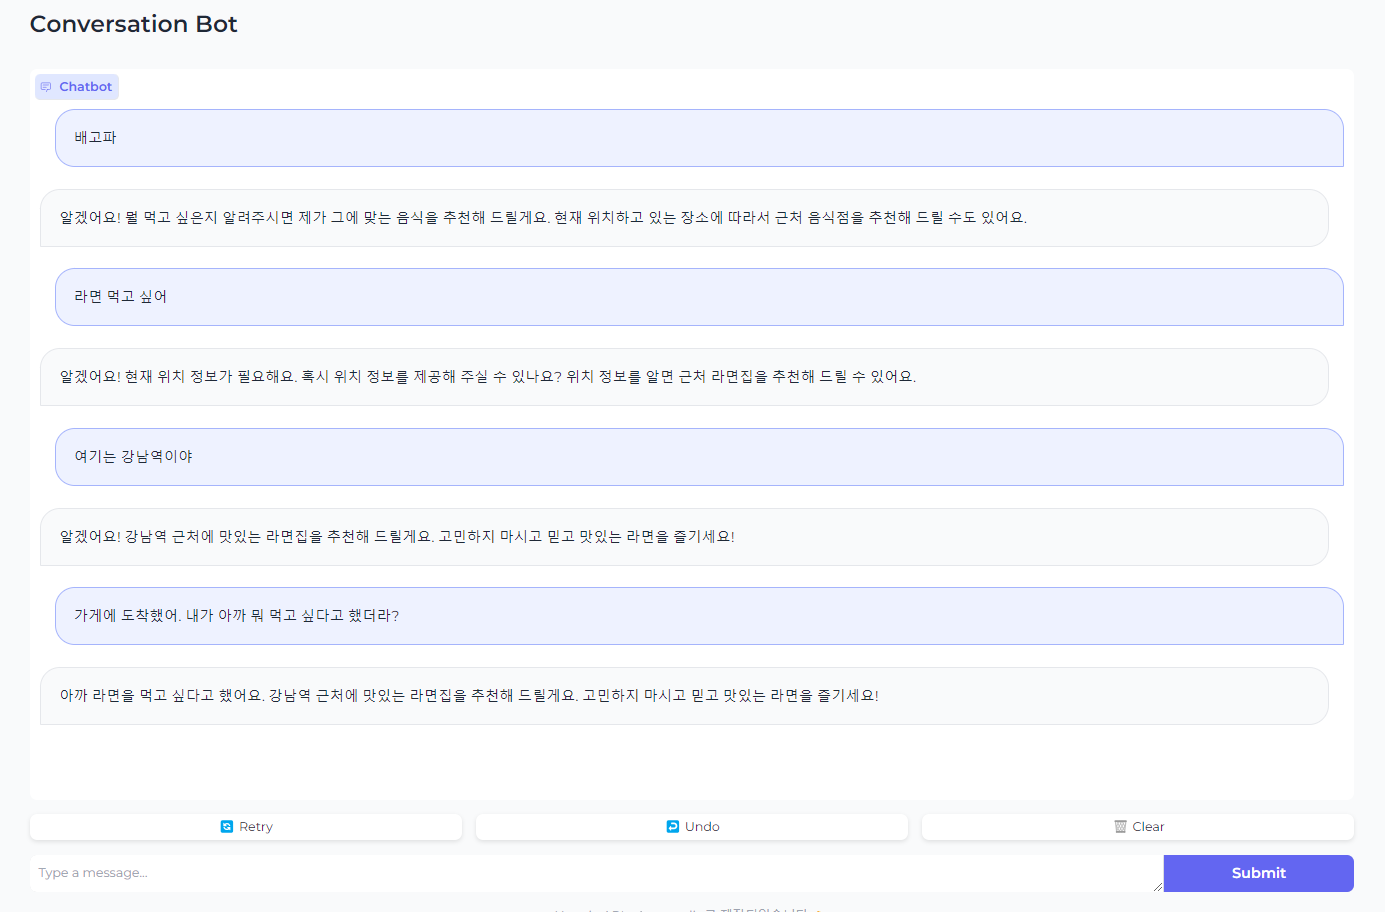 Conversation Bot
Chatbot
배고파
알겠어요! 뭘 먹고 싶은지 알려주시면 제가 그에 맞는 음식을 추천해 드릴게요. 현재 위치하고 있는 장소에 따라서 근처 음식점을 추천해 드릴 수도 있어요.
라면 먹고 싶어
알겠어요! 현재 위치 정보가 필요해요. 혹시 위치 정보를 제공해 주실 수 있나요? 위치 정보를 알면 근처 라면집을 추천해 드릴 수 있어요.
여기는 강남역이야
알겠어요! 강남역 근처에 맛있는 라면집을 추천해 드릴게요. 고민하지 마시고 믿고 맛있는 라면을 즐기세요!
가게에 도착했어. 내가 아까 뭐 먹고 싶다고 했더라?
아까 라면을 먹고 싶다고 했어요. 강남역 근처에 맛있는 라면집을 추천해 드릴게요. 고민하지 마시고 믿고 맛있는 라면을 즐기세요!
Retry Undo Clear
Type a message... Submit